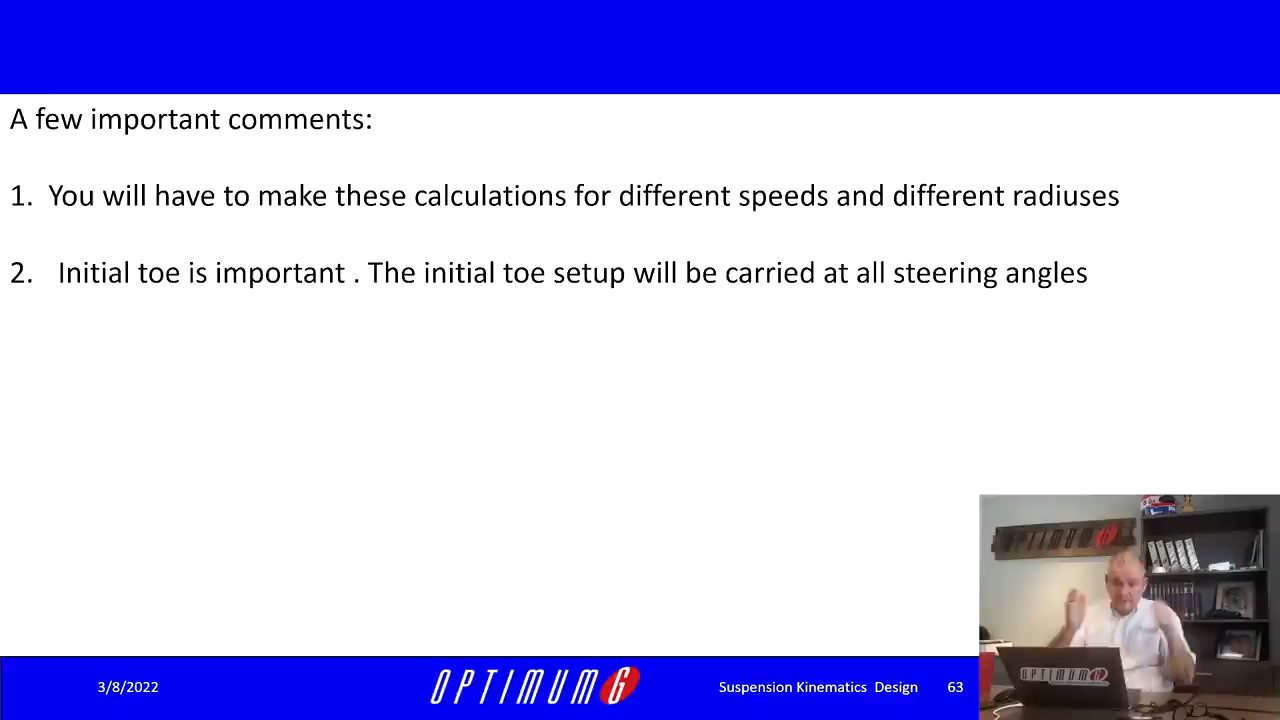 A few important comments:
1. You will have to make these calculations for different speeds and different radiuses
2. Initial toe is important . The initial toe setup will be carried at all steering angles
OPTIMUMG
3/8/2022
OPTIMUMG
Suspension Kinematics Design
63
OPTIMUMG